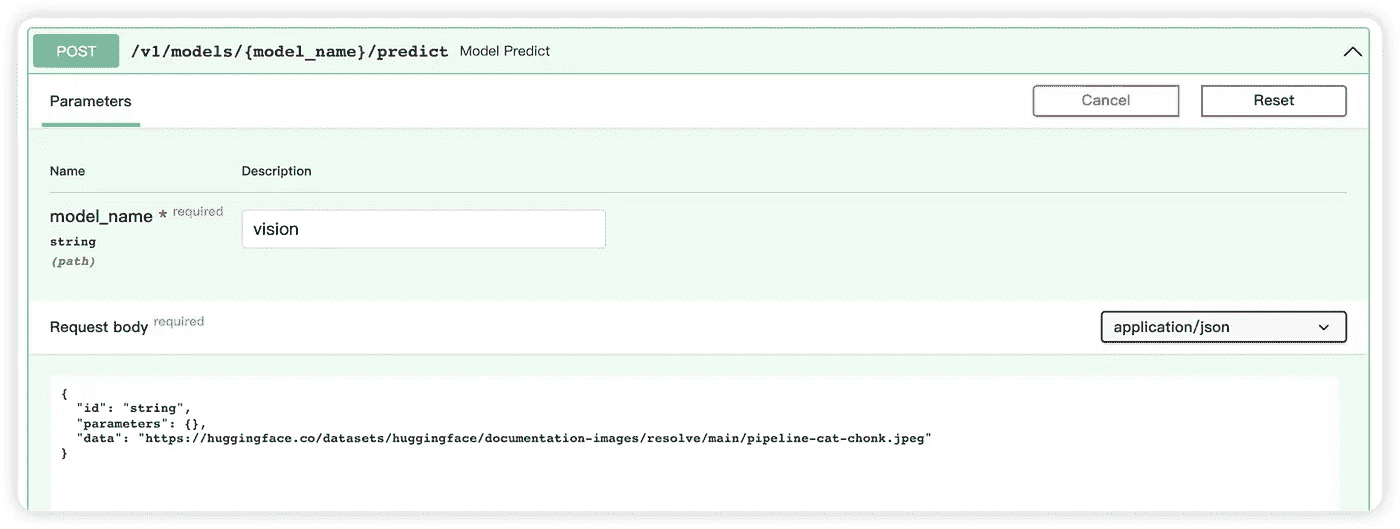 POST /v1/models/{model_name}/predict Model Predict
Parameters
Cancel
Reset
Name Description
model_name * required
string
(path)
vision
Request body required
application/json
{
"id": "string",
"parameters": {},
"data": "https://huggingface.co/datasets/huggingface/documentation-images/resolve/main/pipeline-cat-chonk.jpeg"
}